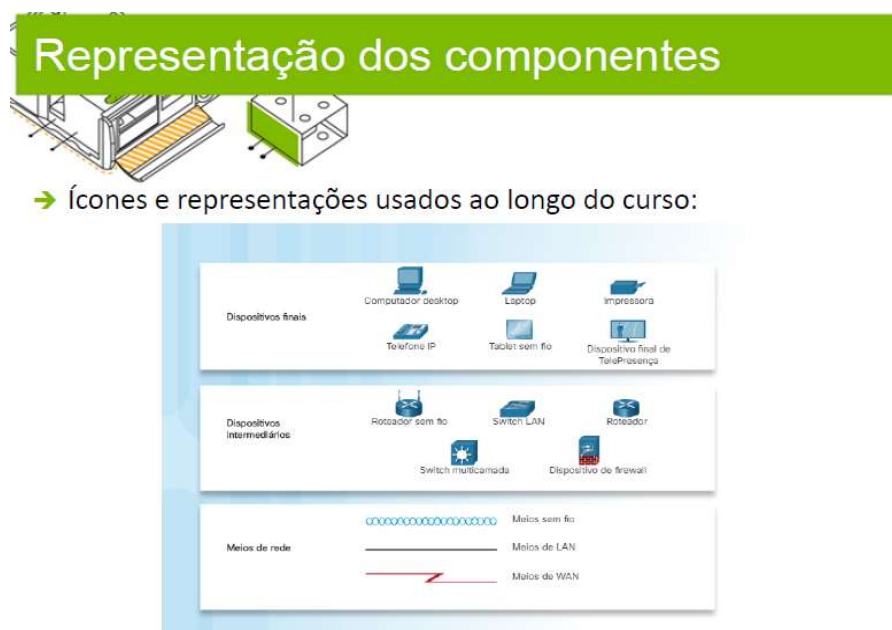 Representação dos componentes
→ Ícones e representações usados ao longo do curso:
Dispositivos finais
Computador desktop
Laptop
Impressora
Telefone IP
Tablet sem fio
Dispositivo final de
TelePresença
Dispositivos
intermediários
Roteador sem fio
Switch LAN
Roteador
Switch multicamada
Dispositivo de firewall
Meios de rede
Meios sem fio
Meios de LAN
Meios de WAN